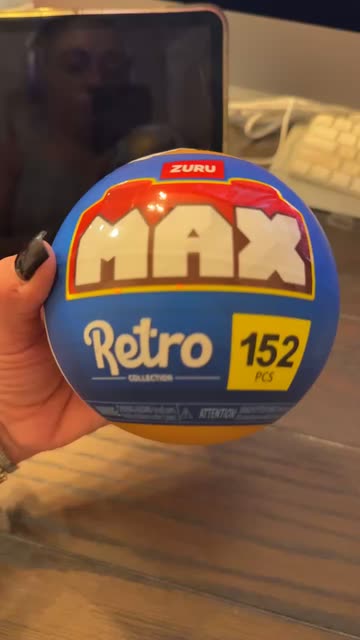 ZURU
MAX
Retro
COLLECTION
152
PCS
ATTENTION